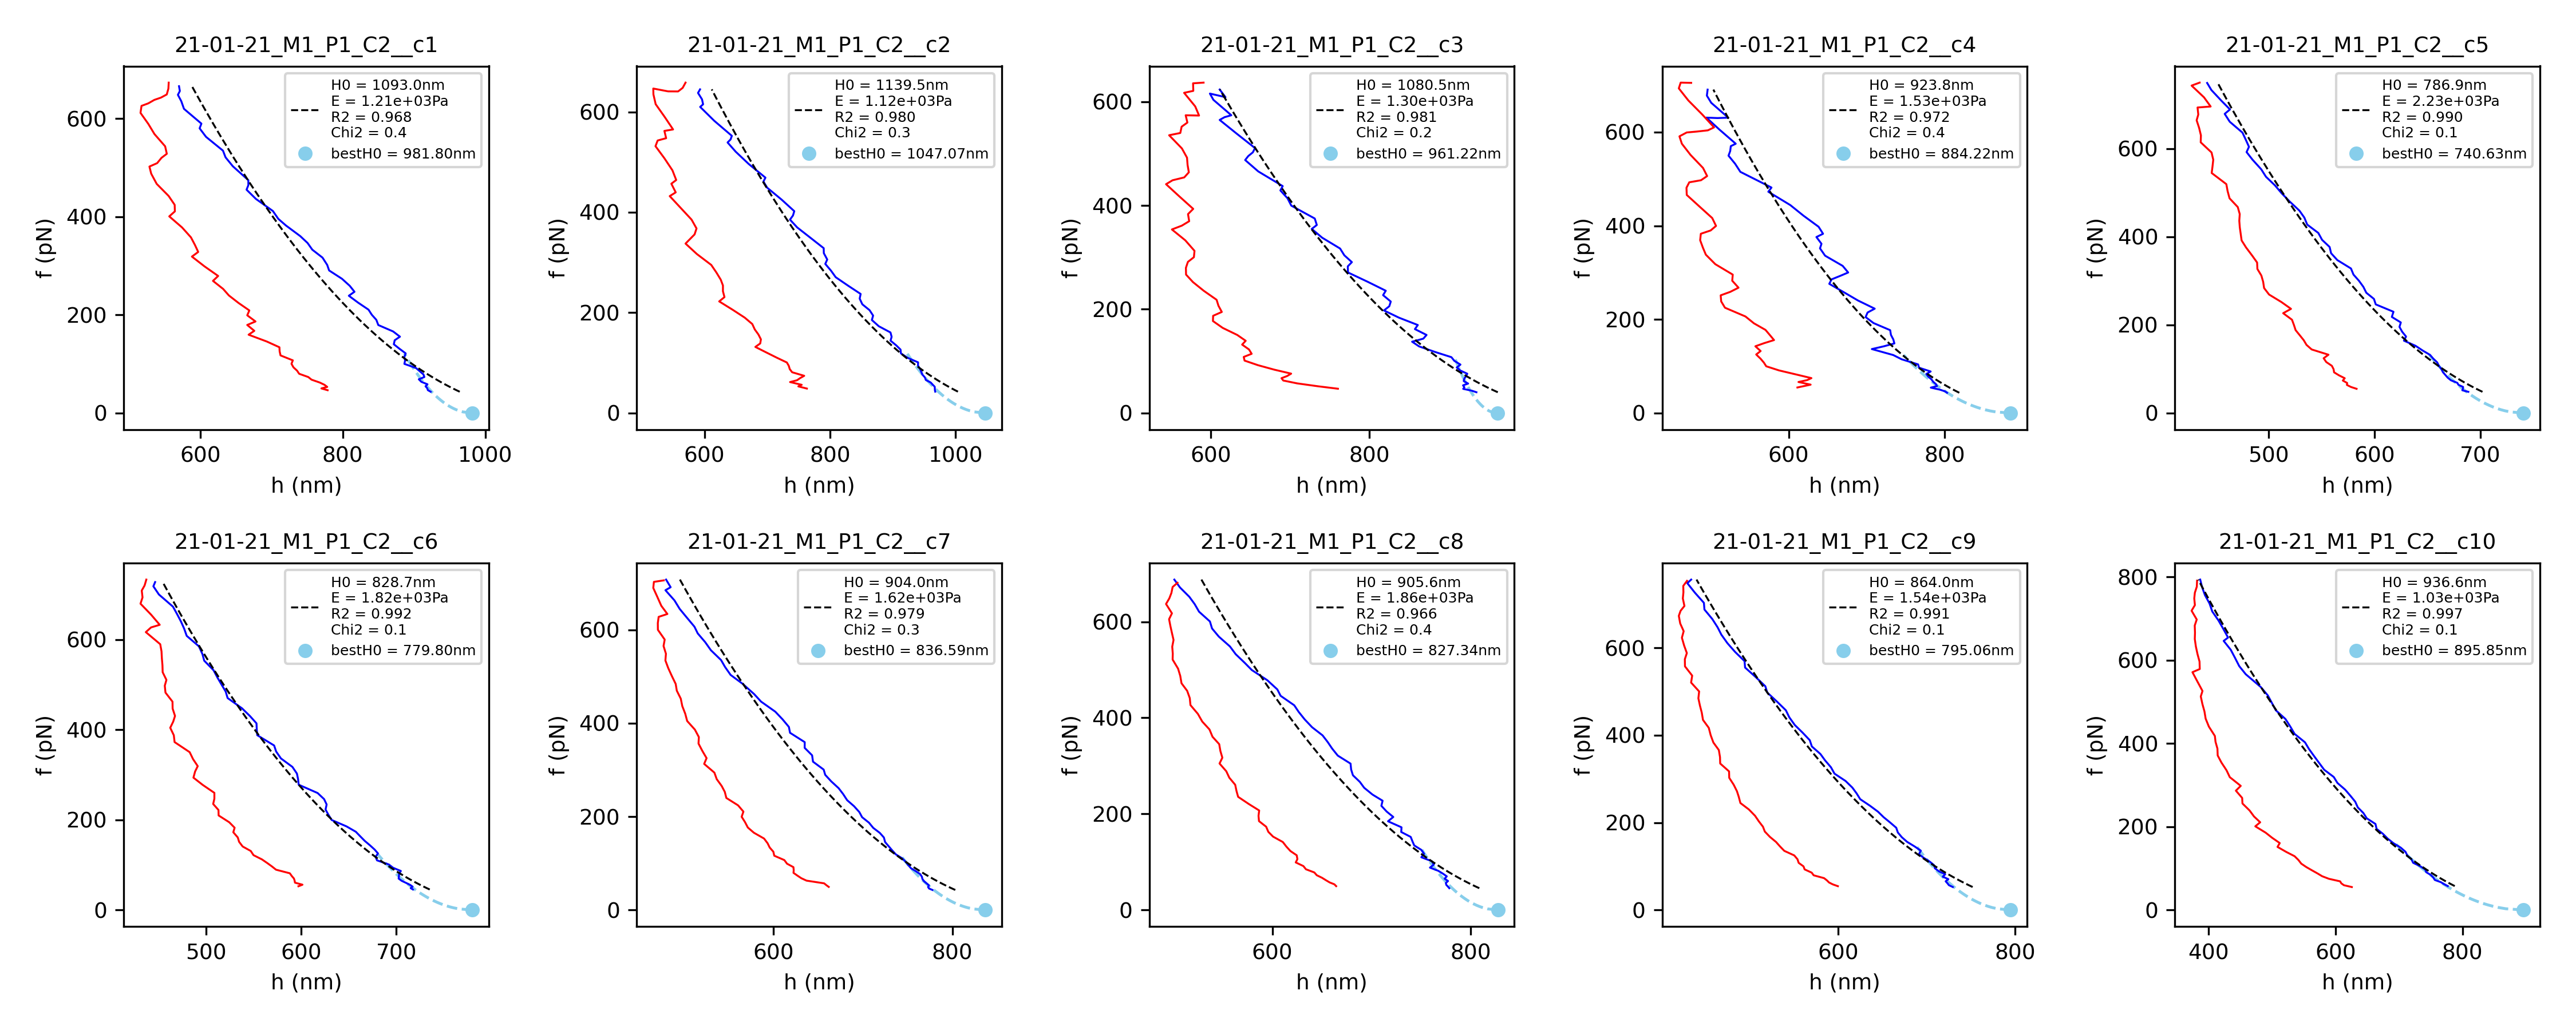 21-01-21_M1_P1_C2__c1
H0 = 1093.0nm
E = 1.21e+03Pa
R2 = 0.968
Chi2 = 0.4
bestH0 = 981.80nm
f (pN)
600
400
200
0
600 800 1000
h (nm)
21-01-21_M1_P1_C2__c2
H0 = 1139.5nm
E = 1.12e+03Pa
R2 = 0.980
Chi2 = 0.3
bestH0 = 1047.07nm
f (pN)
600
400
200
0
600 800 1000
h (nm)
21-01-21_M1_P1_C2__c3
H0 = 1080.5nm
E = 1.30e+03Pa
R2 = 0.981
Chi2 = 0.2
bestH0 = 961.22nm
f (pN)
600
400
200
0
600 800
h (nm)
21-01-21_M1_P1_C2__c4
H0 = 923.8nm
E = 1.53e+03Pa
R2 = 0.972
Chi2 = 0.4
bestH0 = 884.22nm
f (pN)
600
400
200
0
600 800
h (nm)
21-01-21_M1_P1_C2__c5
H0 = 786.9nm
E = 2.23e+03Pa
R2 = 0.990
Chi2 = 0.1
bestH0 = 740.63nm
f (pN)
600
400
200
0
500 600 700
h (nm)
21-01-21_M1_P1_C2__c6
H0 = 828.7nm
E = 1.82e+03Pa
R2 = 0.992
Chi2 = 0.1
bestH0 = 779.80nm
f (pN)
600
400
200
0
500 600 700
h (nm)
21-01-21_M1_P1_C2__c7
H0 = 904.0nm
E = 1.62e+03Pa
R2 = 0.979
Chi2 = 0.3
bestH0 = 836.59nm
f (pN)
600
400
200
0
600 800
h (nm)
21-01-21_M1_P1_C2__c8
H0 = 905.6nm
E = 1.86e+03Pa
R2 = 0.966
Chi2 = 0.4
bestH0 = 827.34nm
f (pN)
600
400
200
0
600 800
h (nm)
21-01-21_M1_P1_C2__c9
H0 = 864.0nm
E = 1.54e+03Pa
R2 = 0.991
Chi2 = 0.1
bestH0 = 795.06nm
f (pN)
600
400
200
0
600 800
h (nm)
21-01-21_M1_P1_C2__c10
H0 = 936.6nm
E = 1.03e+03Pa
R2 = 0.997
Chi2 = 0.1
bestH0 = 895.85nm
f (pN)
800
600
400
200
0
400 600 800
h (nm)